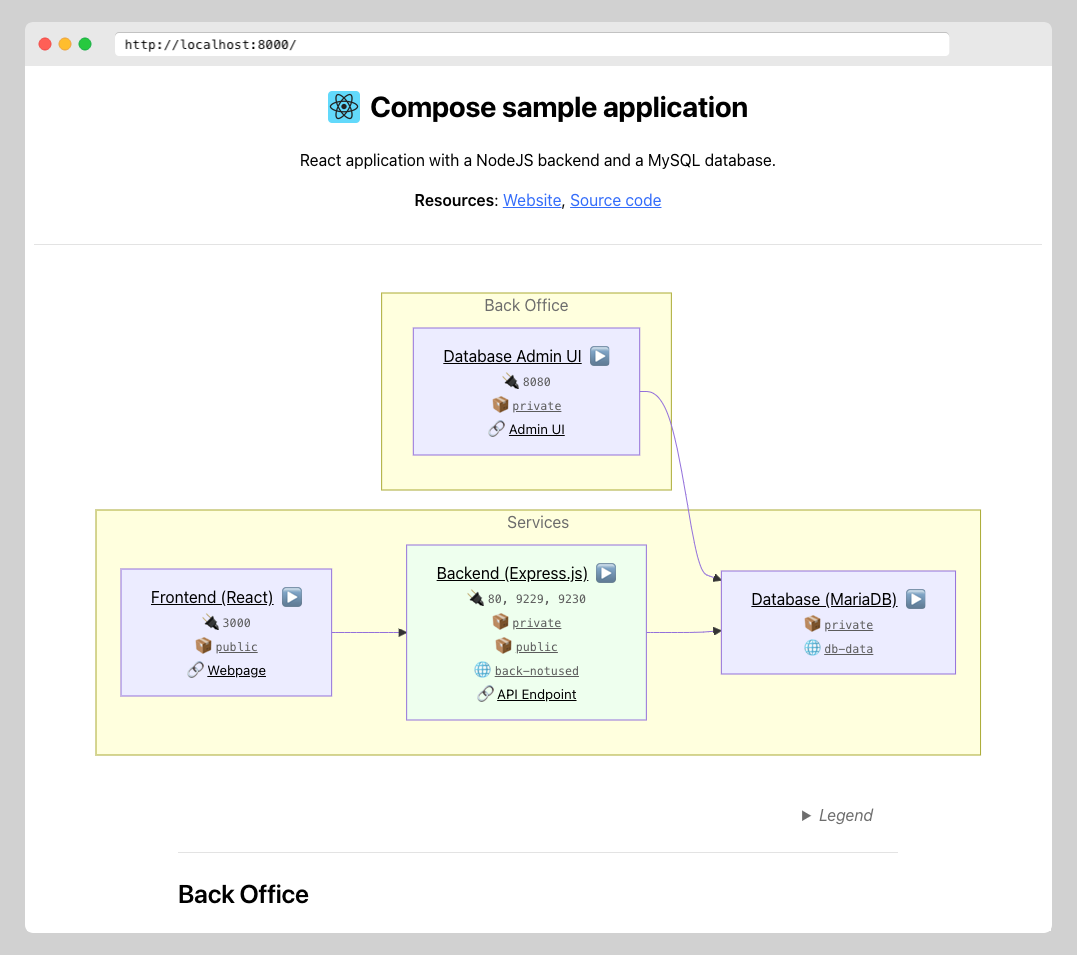 http://localhost:8000/
Compose sample application
React application with a NodeJS backend and a MySQL database.
Resources: Website, Source code
Back Office
Database Admin UI
8080
private
Admin UI
Services
Frontend (React)
3000
public
Webpage
Backend (Express.js)
80, 9229, 9230
private
public
back-notused
API Endpoint
Database (MariaDB)
private
db-data
Legend
Back Office